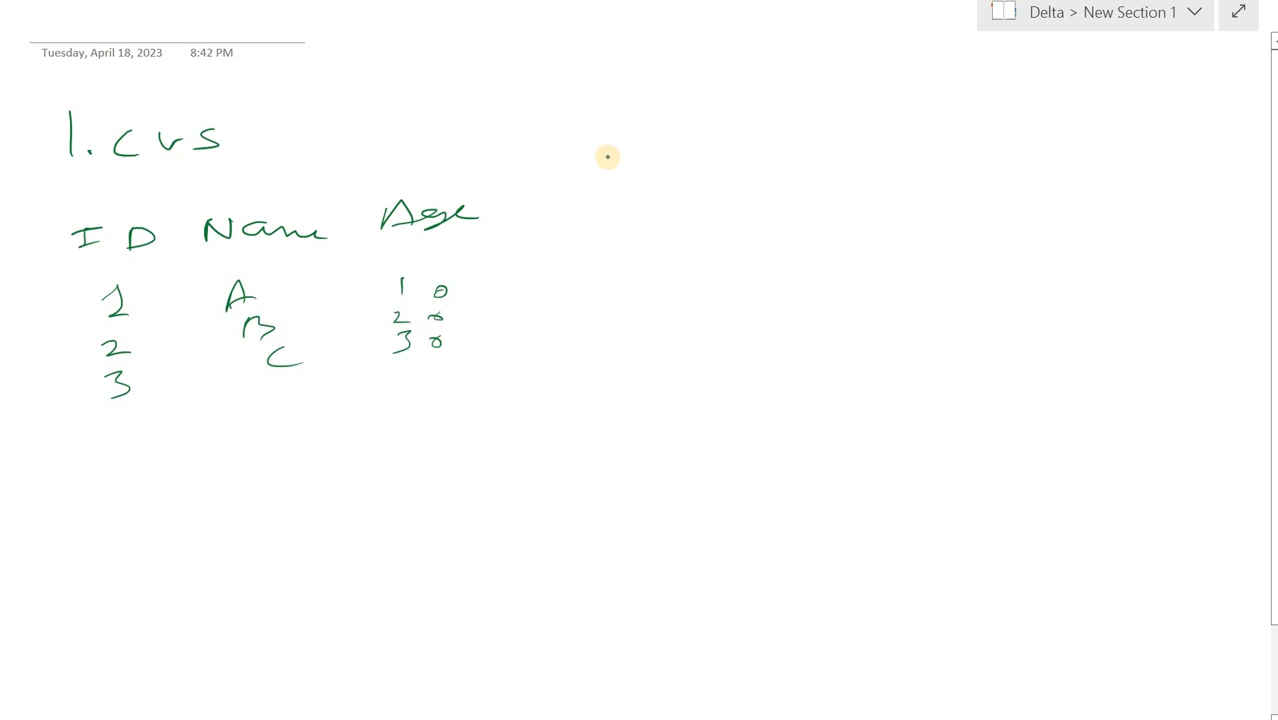 Delta > New Section 1
Tuesday, April 18, 2023 8:42 PM
1. cvs
ID Name Age
1 A 10
2 B 20
3 C 30